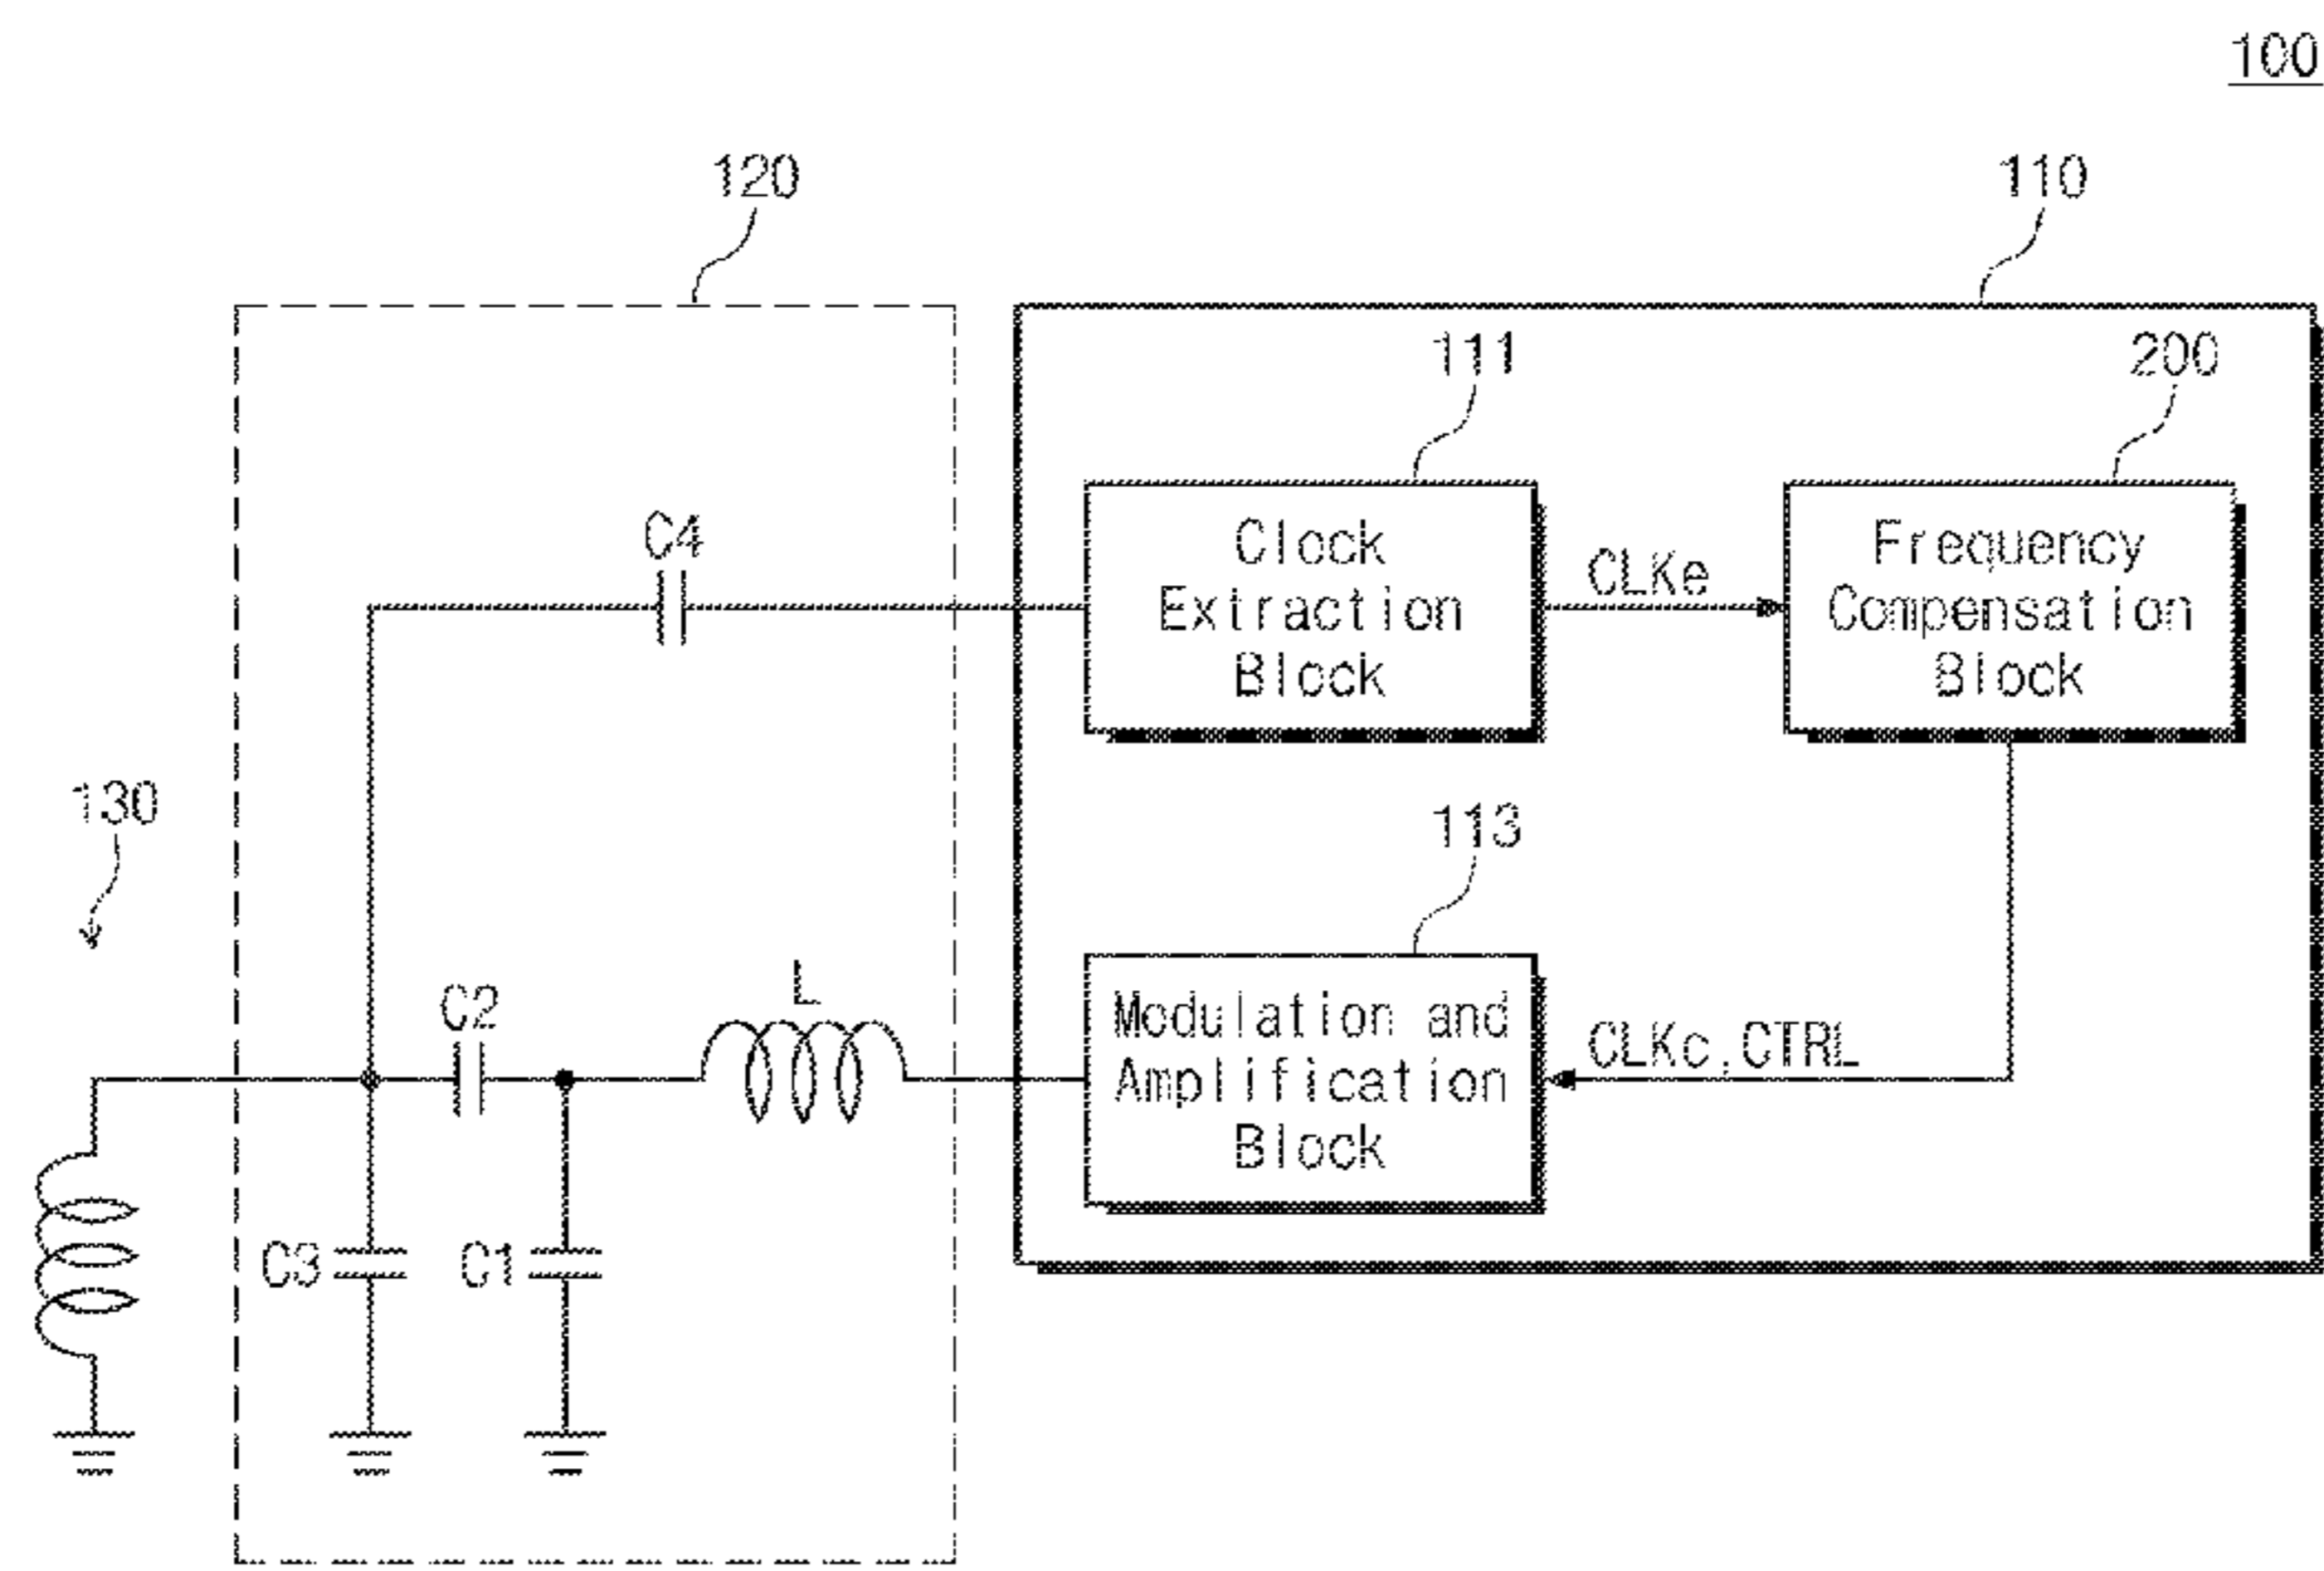 100
120
110
111
200
C4
Clock
Extraction
Block
CLKe
Frequency
Compensation
Block
130
113
C2
L
Modulation and
Amplification
Block
CLKc,CTRL
C3
C1